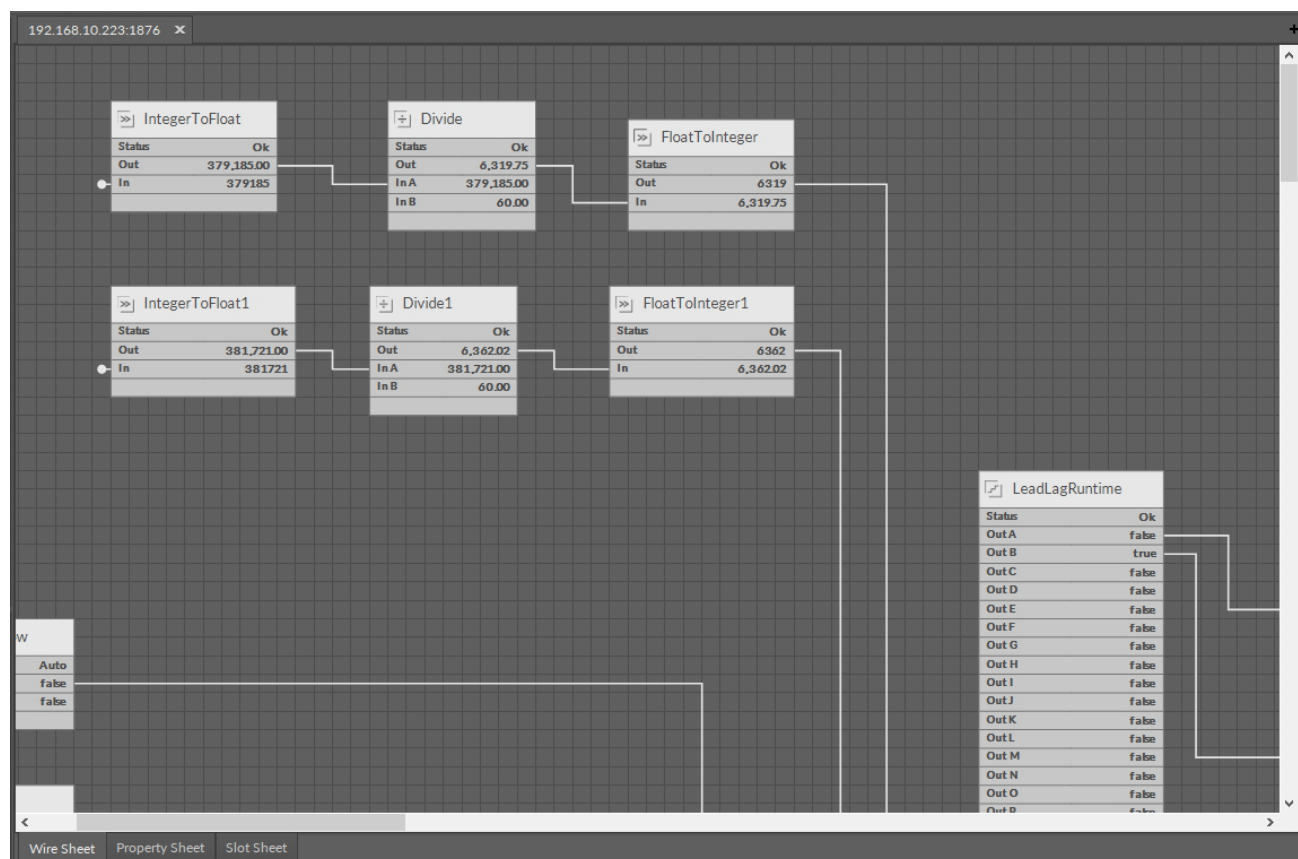 192.168.10.223:1876 ×
+
IntegerToFloat
Status Ok
Out 379,185.00
In 379185
Divide
Status Ok
Out 6,319.75
In A 379,185.00
In B 60.00
FloatToInteger
Status Ok
Out 6319
In 6,319.75
IntegerToFloat1
Status Ok
Out 381,721.00
In 381721
Divide1
Status Ok
Out 6,362.02
In A 381,721.00
In B 60.00
FloatToInteger1
Status Ok
Out 6362
In 6,362.02
LeadLagRuntime
Status Ok
Out A false
Out B true
Out C false
Out D false
Out E false
Out F false
Out G false
Out H false
Out I false
Out J false
Out K false
Out L false
Out M false
Out N false
Out O false
Out P false
w
Auto
false
false
Wire Sheet Property Sheet Slot Sheet